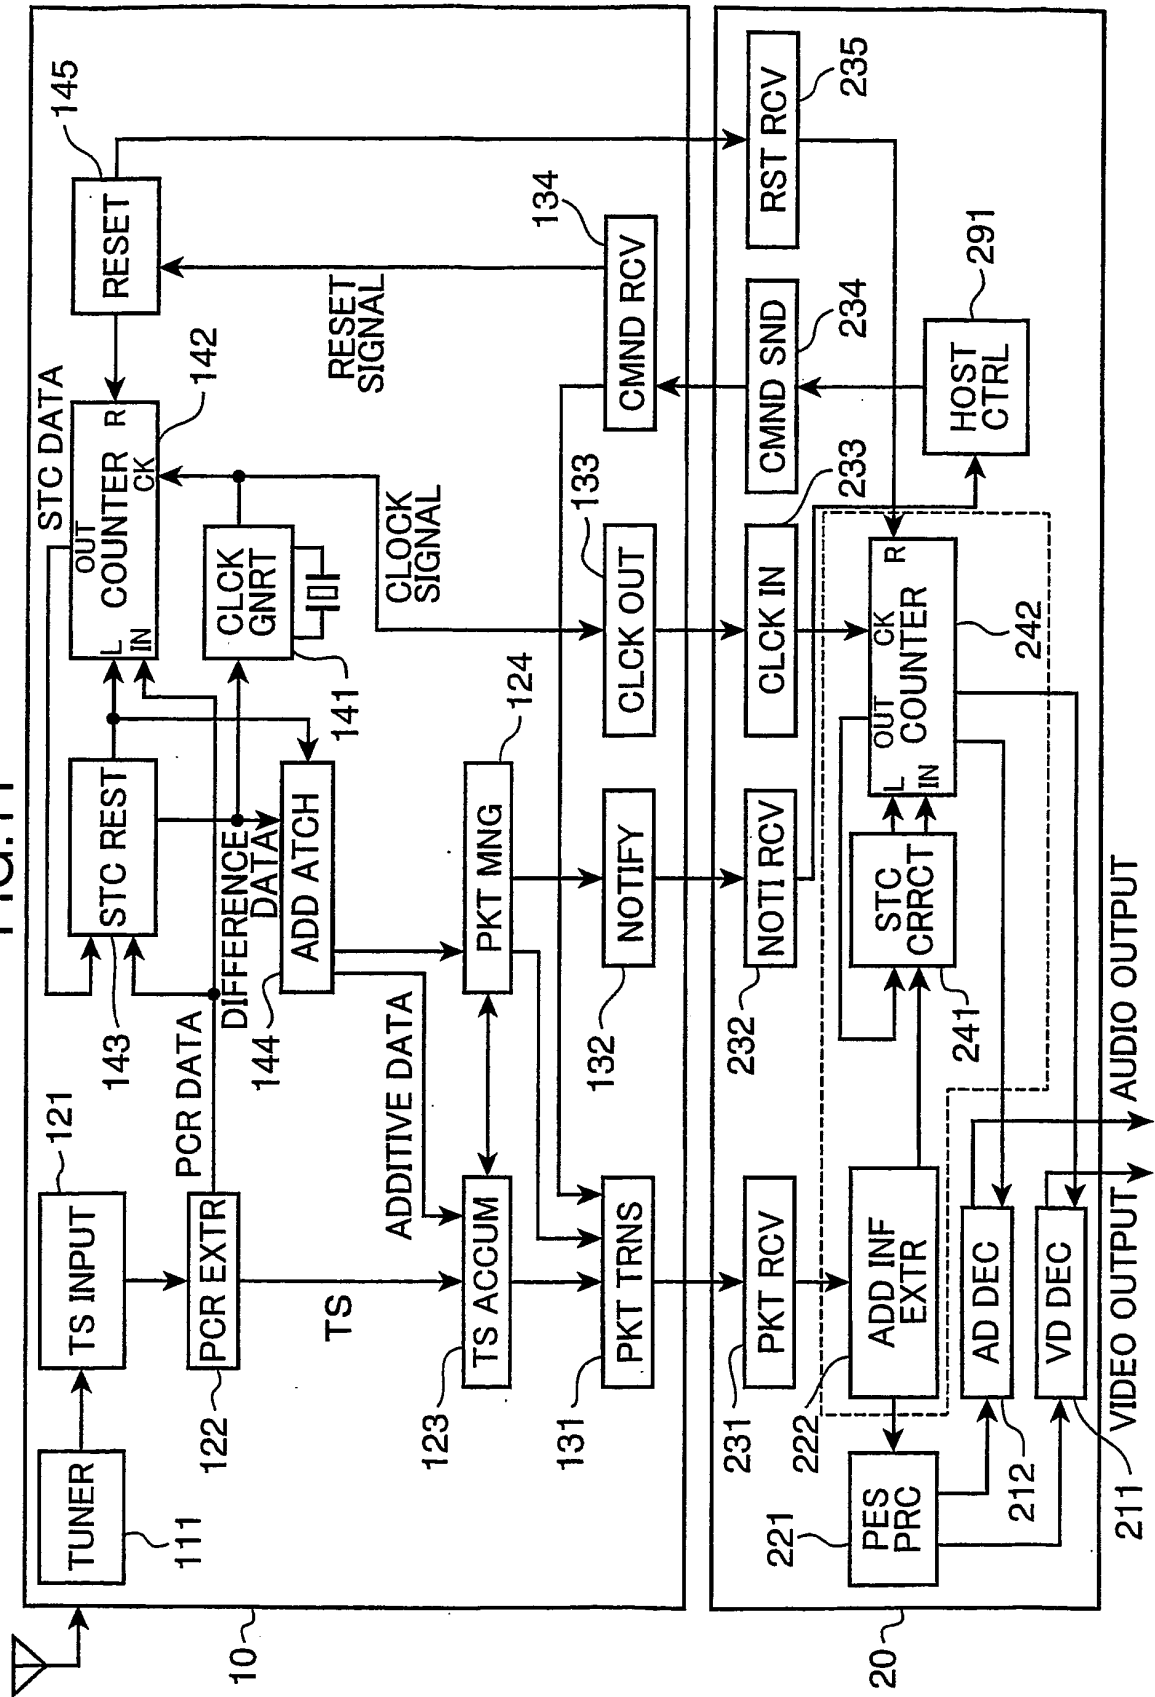 145
RESET
STC DATA
142
OUT
COUNTER
R
CK
L
IN
CLCK
GNRT
141
CLOCK
SIGNAL
RESET
SIGNAL
STC REST
143
DIFFERENCE
DATA
ADD ATCH
144
PCR DATA
121
TS INPUT
TUNER
111
PCR EXTR
122
TS
ADDITIVE DATA
PKT MNG
124
TS ACCUM
123
PKT TRNS
131
NOTIFY
132
CLCK OUT
133
CMND RCV
134
10
RST RCV
235
CMND SND
234
HOST
CTRL
291
CLCK IN
233
NOTI RCV
232
PKT RCV
231
OUT
CK
R
COUNTER
L
IN
242
STC
CRRCT
241
ADD INF
EXTR
222
PES
PRC
221
AD DEC
212
VD DEC
211
20
AUDIO OUTPUT
VIDEO OUTPUT